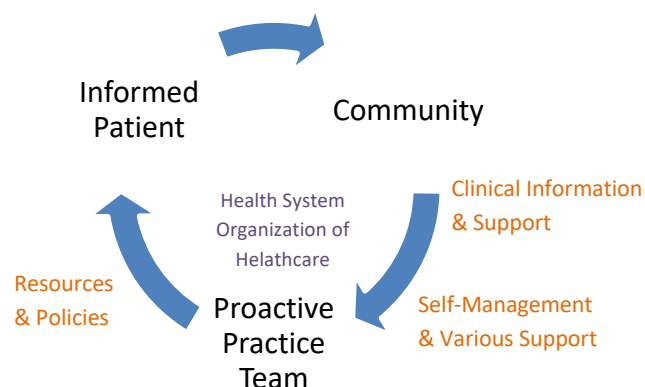 Informed
Patient
Community
Clinical Information
& Support
Health System
Organization of
Helathcare
Resources
& Policies
Self-Management
& Various Support
Proactive
Practice
Team